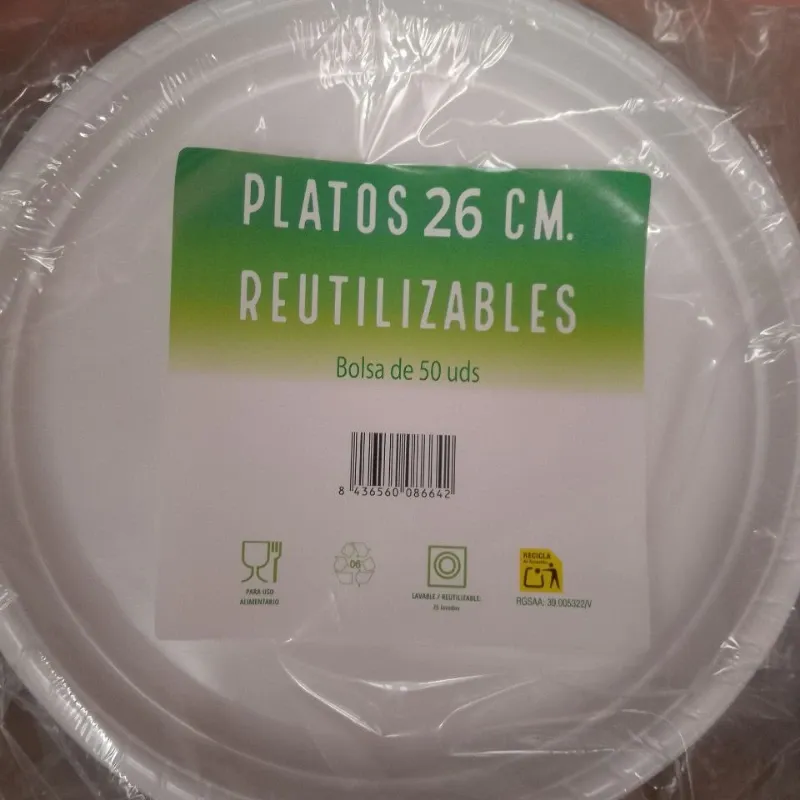 PLATOS 26 CM.
REUTILIZABLES
Bolsa de 50 uds
8 436560 086642
PARA USO
ALIMENTARIO
06
LAVABLE / REUTILIZABLE.
RECICLA
RGSAA: 39.005322/V